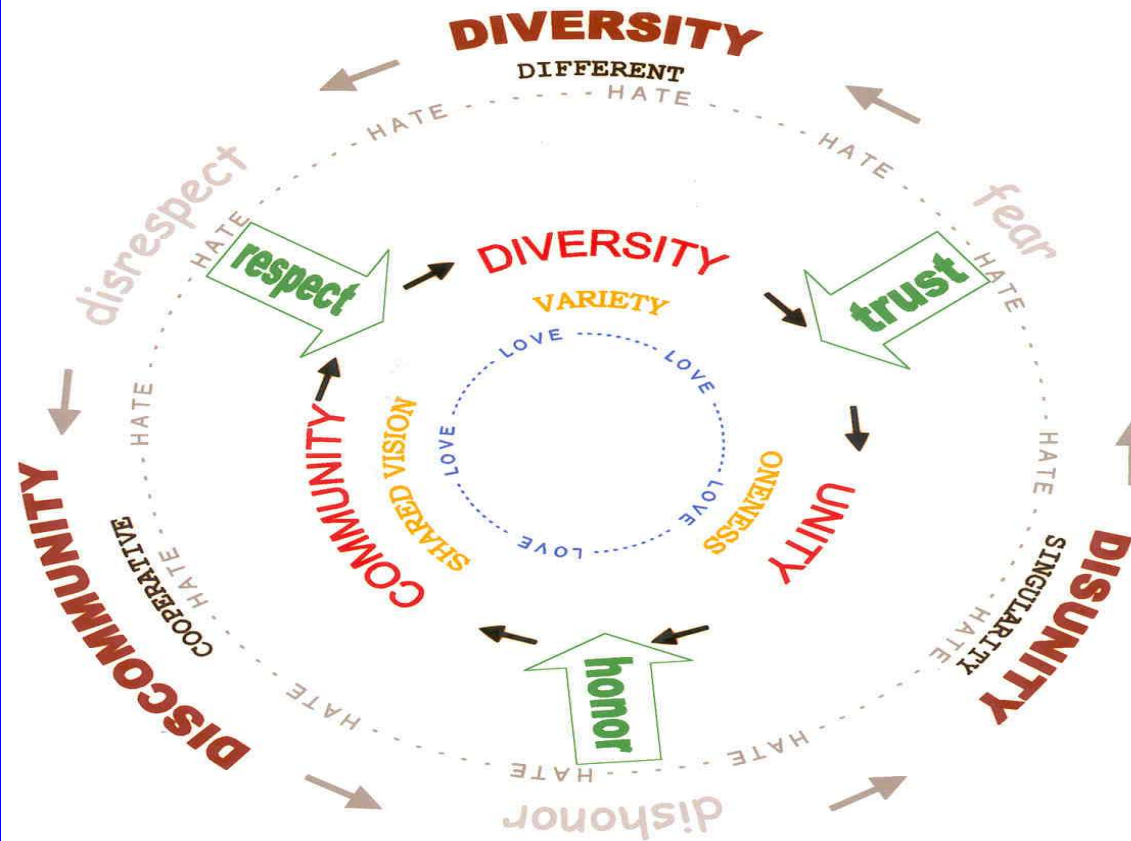 DIVERSITY
DIFFERENT
HATE
HATE
HATE
HATE
HATE
HATE
HATE
HATE
HATE
HATE
HATE
HATE
HATE
disrespect
fear
dishonor
DISCOMMUNITY
COOPERATIVE
DISUNITY
SINGULARITY
respect
trust
honor
DIVERSITY
VARIETY
UNITY
ONENESS
COMMUNITY
SHARED VISION
LOVE
LOVE
LOVE
LOVE
LOVE